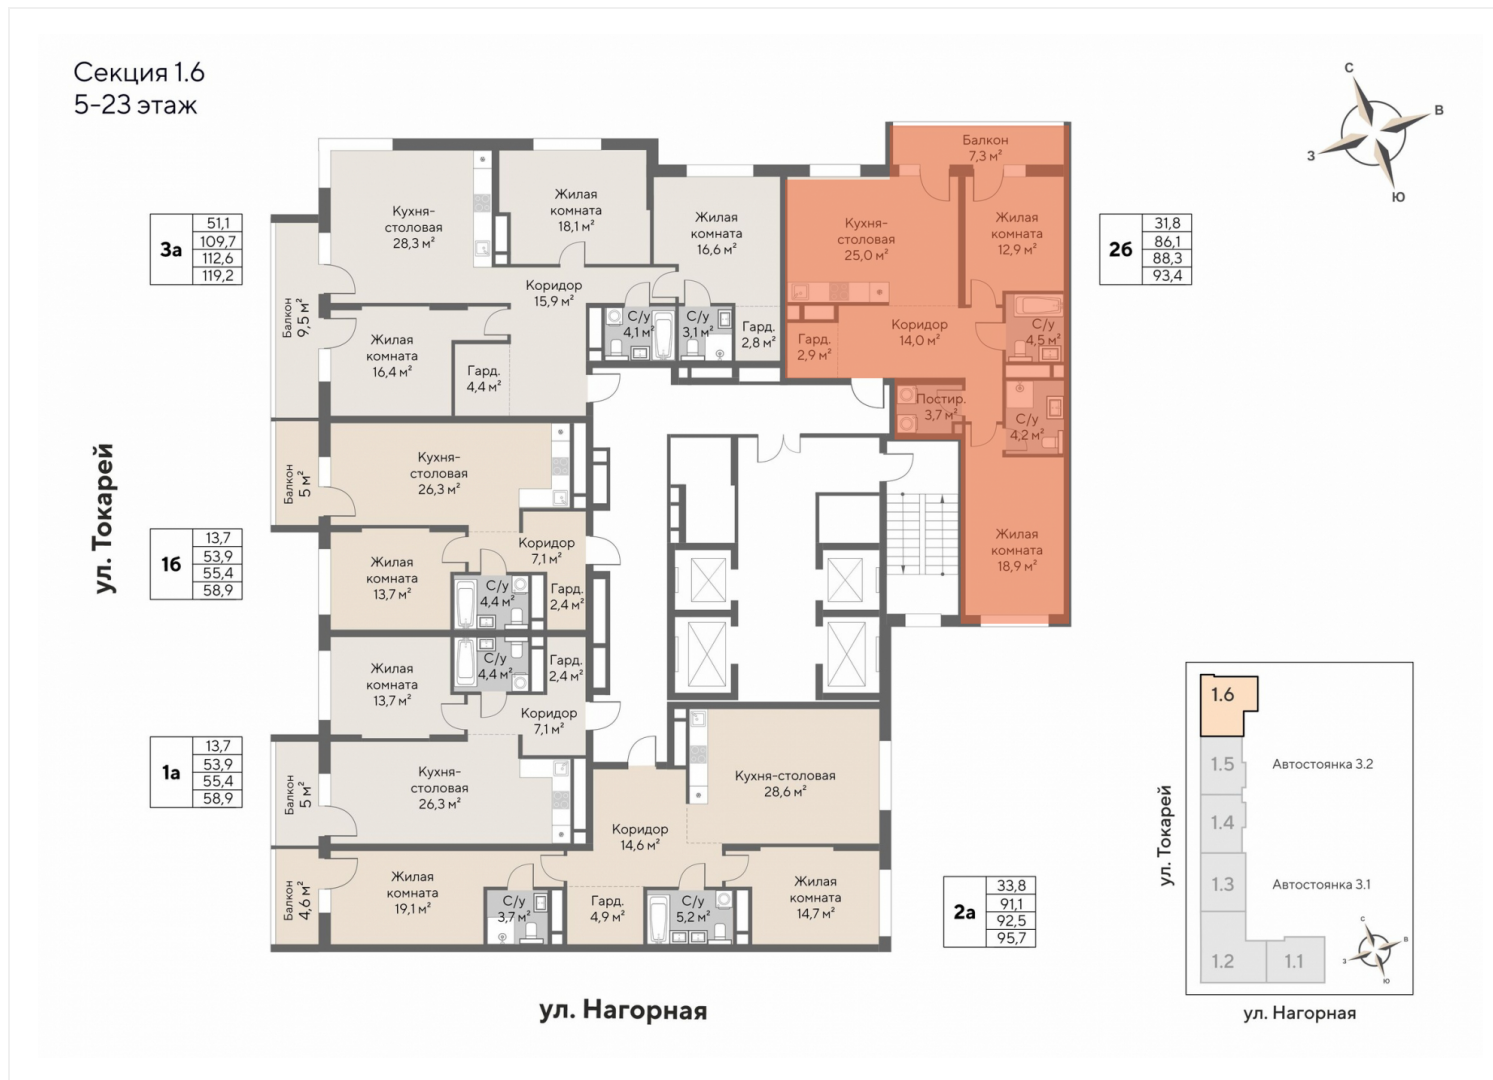 Секция 1.6
5-23 этаж
С
В
З
Ю
Балкон
7,3 м²
3а
51,1
109,7
112,6
119,2
Кухня-
столовая
28,3 м²
Жилая
комната
18,1 м²
Жилая
комната
16,6 м²
Кухня-
столовая
25,0 м²
Жилая
комната
12,9 м²
2б
31,8
86,1
88,3
93,4
Балкон
9,5 м²
Коридор
15,9 м²
С/у
4,1 м²
С/у
3,1 м²
Гард.
2,8 м²
Гард.
2,9 м²
Коридор
14,0 м²
С/у
4,5 м²
Жилая
комната
16,4 м²
Гард.
4,4 м²
Постир.
3,7 м²
С/у
4,2 м²
ул. Токарей
Балкон
5 м²
Кухня-
столовая
26,3 м²
1б
13,7
53,9
55,4
58,9
Жилая
комната
13,7 м²
Коридор
7,1 м²
С/у
4,4 м²
Гард.
2,4 м²
Жилая
комната
18,9 м²
Жилая
комната
13,7 м²
С/у
4,4 м²
Гард.
2,4 м²
Коридор
7,1 м²
1а
13,7
53,9
55,4
58,9
Балкон
5 м²
Кухня-
столовая
26,3 м²
Кухня-столовая
28,6 м²
Коридор
14,6 м²
Балкон
4,6 м²
Жилая
комната
19,1 м²
С/у
3,7 м²
Гард.
4,9 м²
С/у
5,2 м²
Жилая
комната
14,7 м²
2а
33,8
91,1
92,5
95,7
ул. Нагорная
1.6
1.5
Автостоянка 3.2
1.4
ул. Токарей
1.3
Автостоянка 3.1
1.2
1.1
С
В
З
Ю
ул. Нагорная